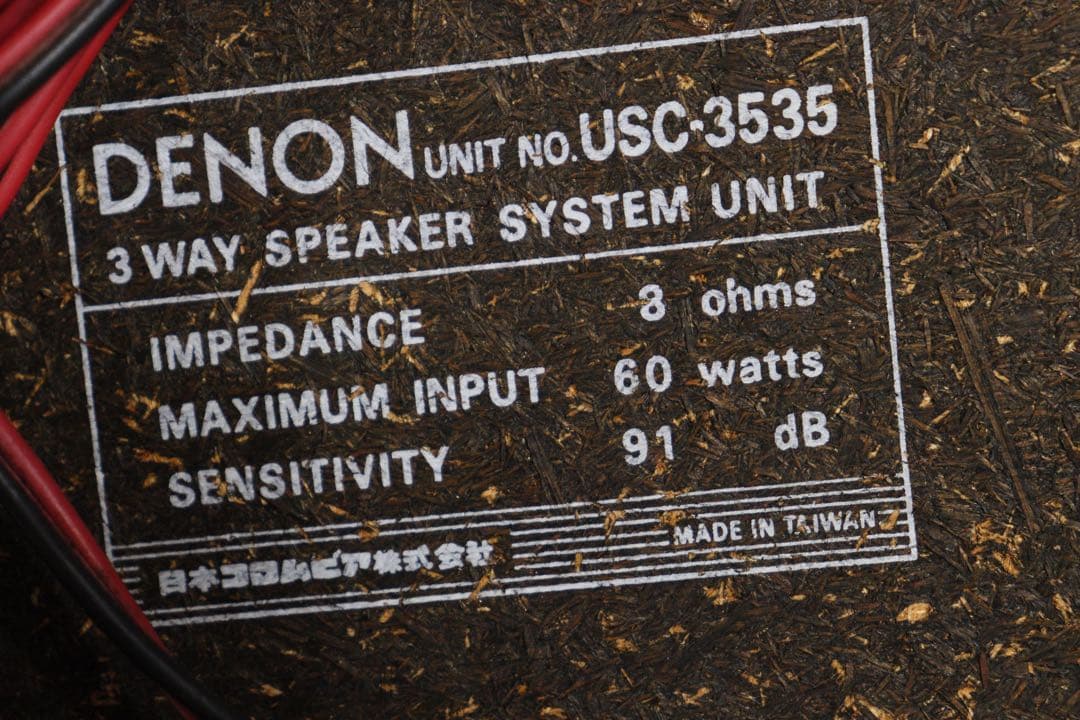 DENON UNIT NO. USC-3535
3 WAY SPEAKER SYSTEM UNIT
IMPEDANCE 8 ohms
MAXIMUM INPUT 60 watts
SENSITIVITY 91 dB
日本コロムビア株式会社 MADE IN TAIWAN